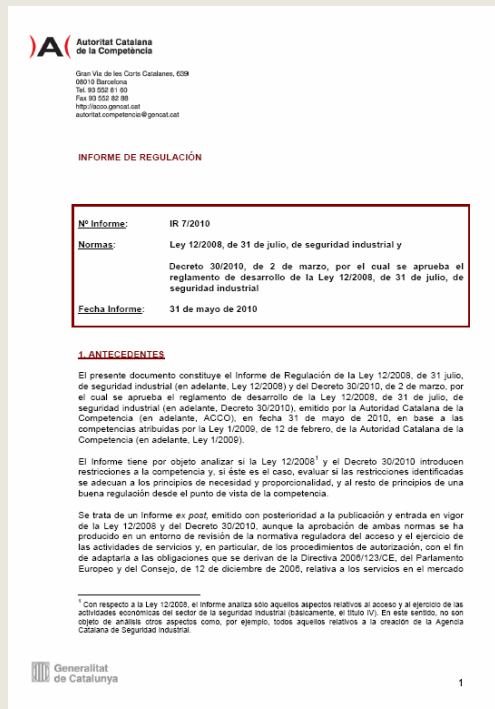 Autoritat Catalana
de la Competència
Gran Via de les Corts Catalanes, 639
08010 Barcelona
Tel. 93 552 81 60
Fax 93 552 82 88
http://acco.gencat.cat
autoritat.competencia@gencat.cat
INFORME DE REGULACIÓN
Nº Informe: IR 7/2010
Normas: Ley 12/2008, de 31 de julio, de seguridad industrial y
Decreto 30/2010, de 2 de marzo, por el cual se aprueba el
reglamento de desarrollo de la Ley 12/2008, de 31 de julio, de
seguridad industrial
Fecha Informe: 31 de mayo de 2010
1. ANTECEDENTES
El presente documento constituye el Informe de Regulación de la Ley 12/2008, de 31 julio,
de seguridad industrial (en adelante, Ley 12/2008) y del Decreto 30/2010, de 2 de marzo, por
el cual se aprueba el reglamento de desarrollo de la Ley 12/2008, de 31 de julio, de
seguridad industrial (en adelante, Decreto 30/2010), emitido por la Autoridad Catalana de la
Competencia (en adelante, ACCO), en fecha 31 de mayo de 2010, en base a las
competencias atribuidas por la Ley 1/2009, de 12 de febrero, de la Autoridad Catalana de la
Competencia (en adelante, Ley 1/2009).
El Informe tiene por objeto analizar si la Ley 12/2008¹ y el Decreto 30/2010 introducen
restricciones a la competencia y, si éste es el caso, evaluar si las restricciones identificadas
se adecuan a los principios de necesidad y proporcionalidad, y al resto de principios de una
buena regulación desde el punto de vista de la competencia.
Se trata de un Informe ex post, emitido con posterioridad a la publicación y entrada en vigor
de la Ley 12/2008 y del Decreto 30/2010, aunque la aprobación de ambas normas se ha
producido en un entorno de revisión de la normativa reguladora del acceso y el ejercicio de
las actividades de servicios y, en particular, de los procedimientos de autorización, con el fin
de adaptarla a las obligaciones que se derivan de la Directiva 2006/123/CE, del Parlamento
Europeo y del Consejo, de 12 de diciembre de 2006, relativa a los servicios en el mercado
¹ Con respecto a la Ley 12/2008, el Informe analiza sólo aquellos aspectos relativos al acceso y al ejercicio de las
actividades económicas del sector de la seguridad industrial (básicamente, el título IV). En este sentido, no son
objeto de análisis otros aspectos como, por ejemplo, todos aquellos relativos a la creación de la Agencia
Catalana de Seguridad Industrial.
Generalitat
de Catalunya
1